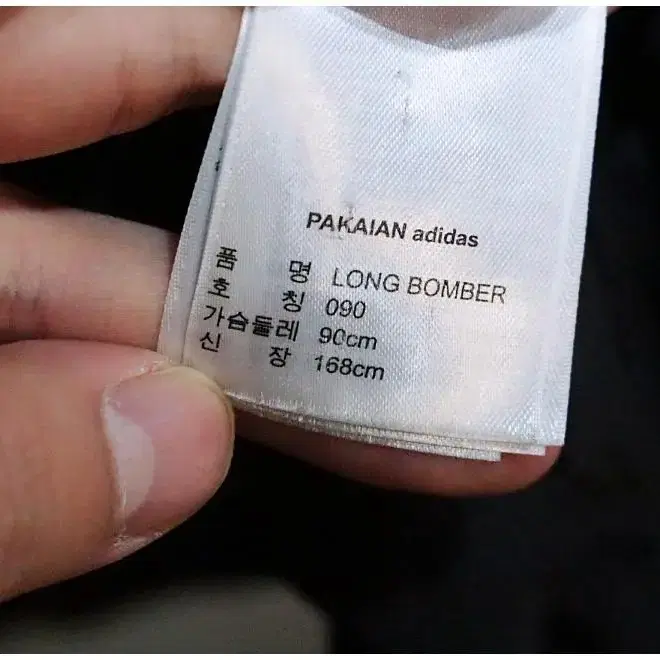 PAKAIAN adidas
품 명 LONG BOMBER
호 칭 090
가슴둘레 90cm
신 장 168cm